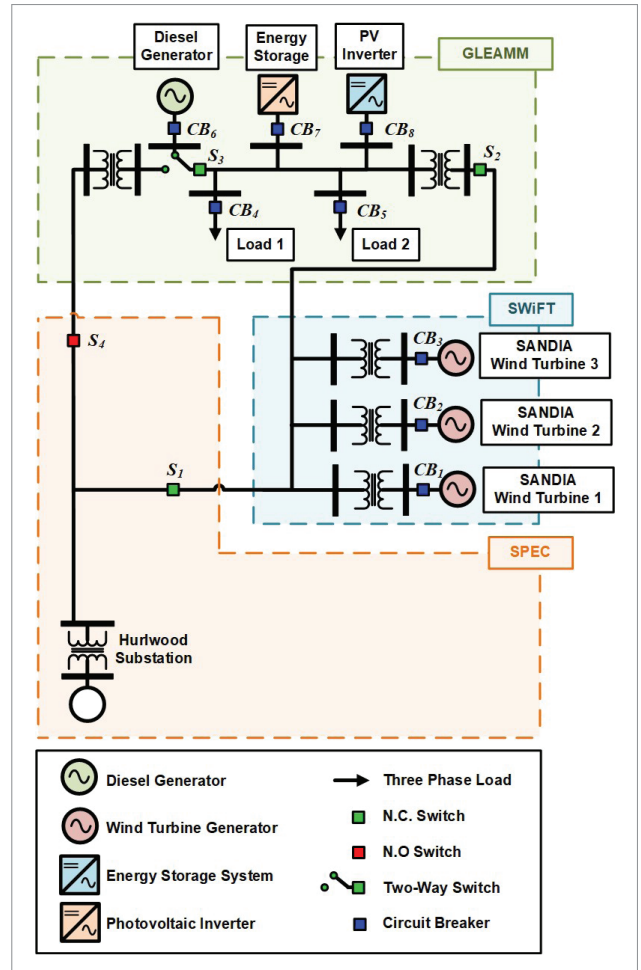 Diesel
Generator
Energy
Storage
PV
Inverter
GLEAMM
CB6
CB7
CB8
S3
S2
CB4
CB5
Load 1
Load 2
SWiFT
S4
CB3
SANDIA
Wind Turbine 3
CB2
SANDIA
Wind Turbine 2
S1
CB1
SANDIA
Wind Turbine 1
SPEC
Hurlwood
Substation
Diesel Generator
Wind Turbine Generator
Energy Storage System
Photovoltaic Inverter
Three Phase Load
N.C. Switch
N.O Switch
Two-Way Switch
Circuit Breaker